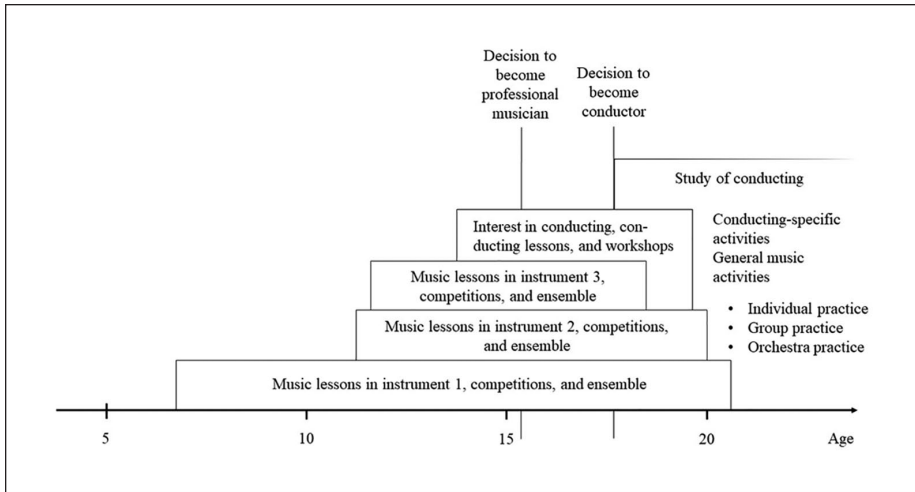 Decision to
become
professional
musician
Decision to
become
conductor
Study of conducting
Interest in conducting, con-
ducting lessons, and workshops
Conducting-specific
activities
General music
activities
Music lessons in instrument 3,
competitions, and ensemble
• Individual practice
• Group practice
• Orchestra practice
Music lessons in instrument 2, competitions,
and ensemble
Music lessons in instrument 1, competitions, and ensemble
5 10 15 20 Age